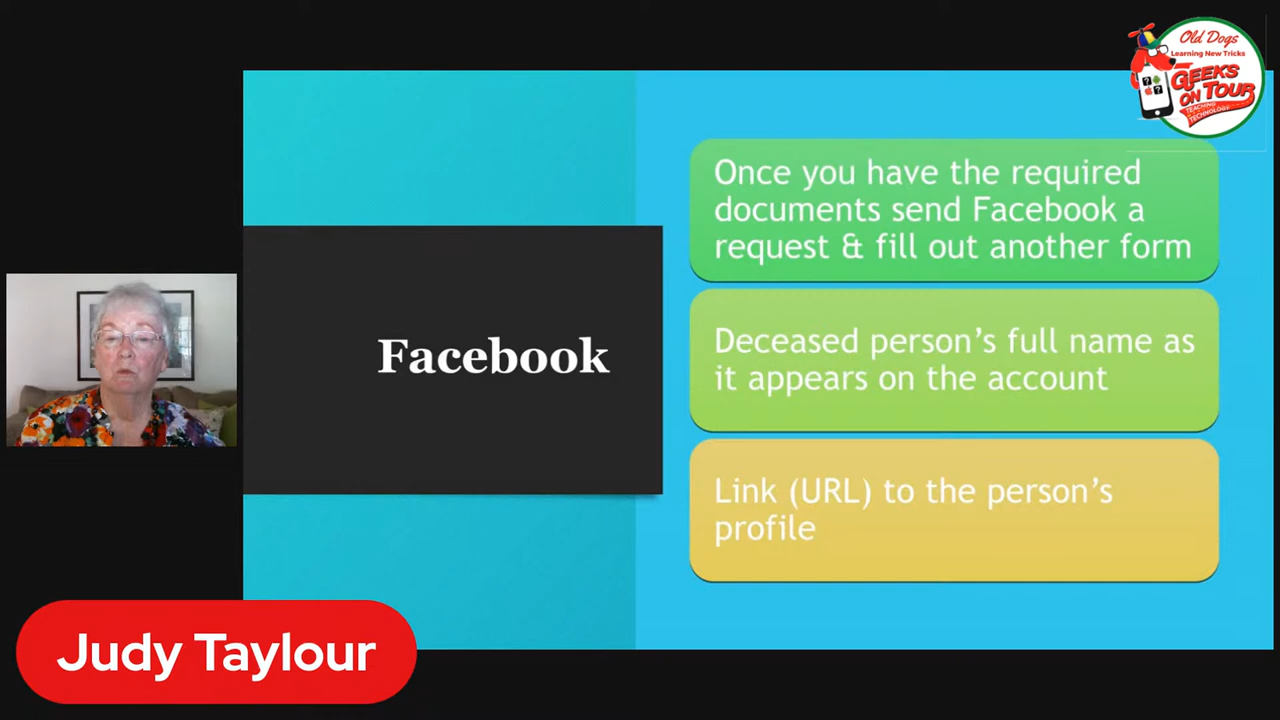 Old Dogs
Learning New Tricks
GEEKS
ON TOUR
TEACHING
TECHNOLOGY
Once you have the required
documents send Facebook a
request & fill out another form
Facebook
Deceased person’s full name as
it appears on the account
Link (URL) to the person’s
profile
Judy Taylour